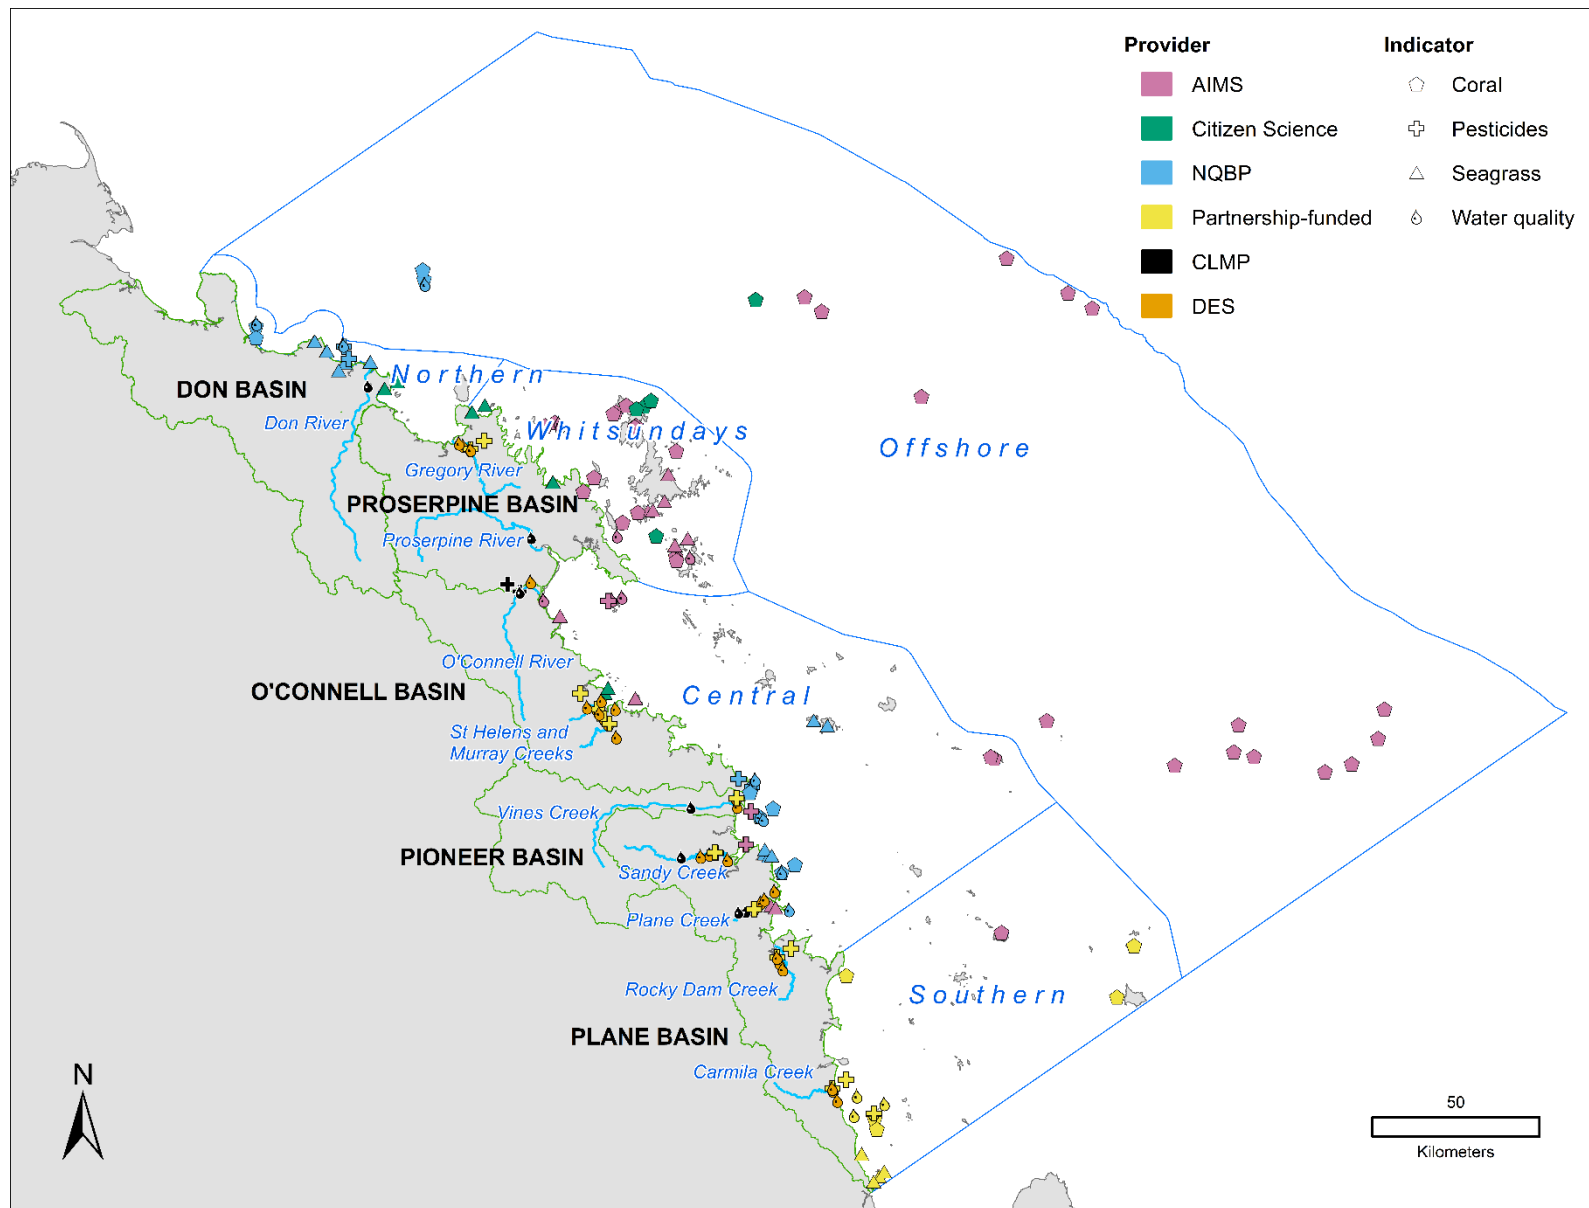 Provider
Indicator
AIMS
Coral
Citizen Science
Pesticides
NQBP
Seagrass
Partnership-funded
Water quality
CLMP
DES
Northern
DON BASIN
Don River
Whitsundays
Offshore
Gregory River
PROSERPINE BASIN
Proserpine River
O'Connell River
O'CONNELL BASIN
Central
St Helens and
Murray Creeks
Vines Creek
PIONEER BASIN
Sandy Creek
Plane Creek
Rocky Dam Creek
Southern
PLANE BASIN
Carmila Creek
N
50
Kilometers